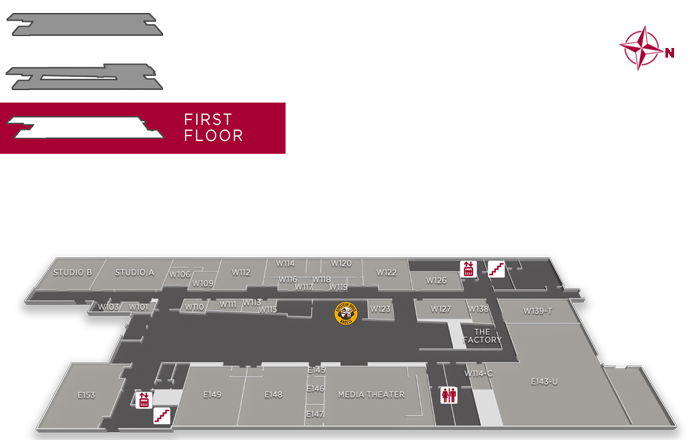 N
FIRST
FLOOR
STUDIO B
STUDIO A
W106
W109
W112
W114
W116
W117
W118
W119
W120
W122
W126
W103
W101
W110
W111
W113
W115
W123
W127
W138
W139-T
THE
FACTORY
E153
E149
E148
E145
E146
E147
MEDIA THEATER
W114-C
E143-U